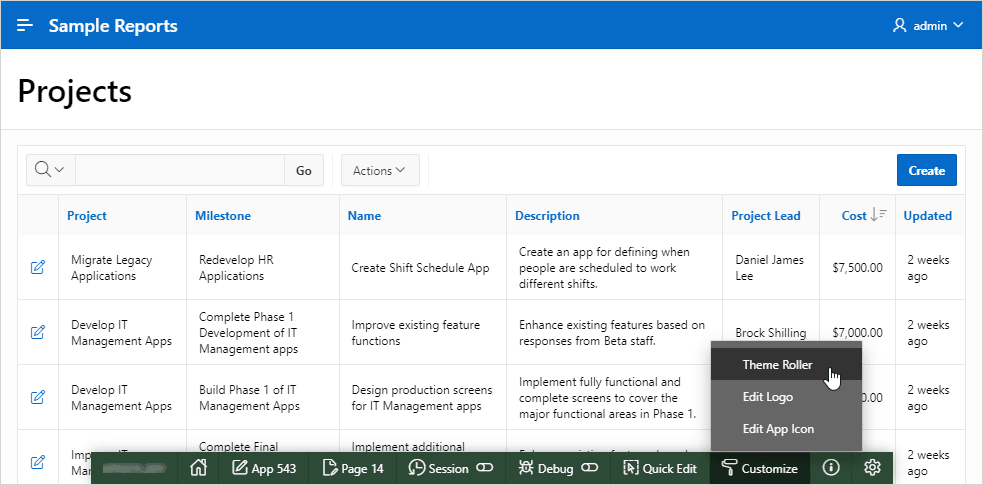 Sample Reports
admin
Projects
Go
Actions
Create
Project Milestone Name Description Project Lead Cost Updated
Migrate Legacy
Applications
Redevelop HR
Applications
Create Shift Schedule App
Create an app for defining when
people are scheduled to work
different shifts.
Daniel James
Lee
$7,500.00
2 weeks
ago
Develop IT
Management Apps
Complete Phase 1
Development of IT
Management apps
Improve existing feature
functions
Enhance existing features based on
responses from Beta staff.
Brock Shilling
$7,000.00
2 weeks
ago
Develop IT
Management Apps
Build Phase 1 of IT
Management apps
Design production screens
for IT Management apps
Implement fully functional and
complete screens to cover the
major functional areas in Phase 1.
2 weeks
ago
Complete Final
Implement additional
2 weeks
ago
Theme Roller
Edit Logo
Edit App Icon
App 543
Page 14
Session
Debug
Quick Edit
Customize